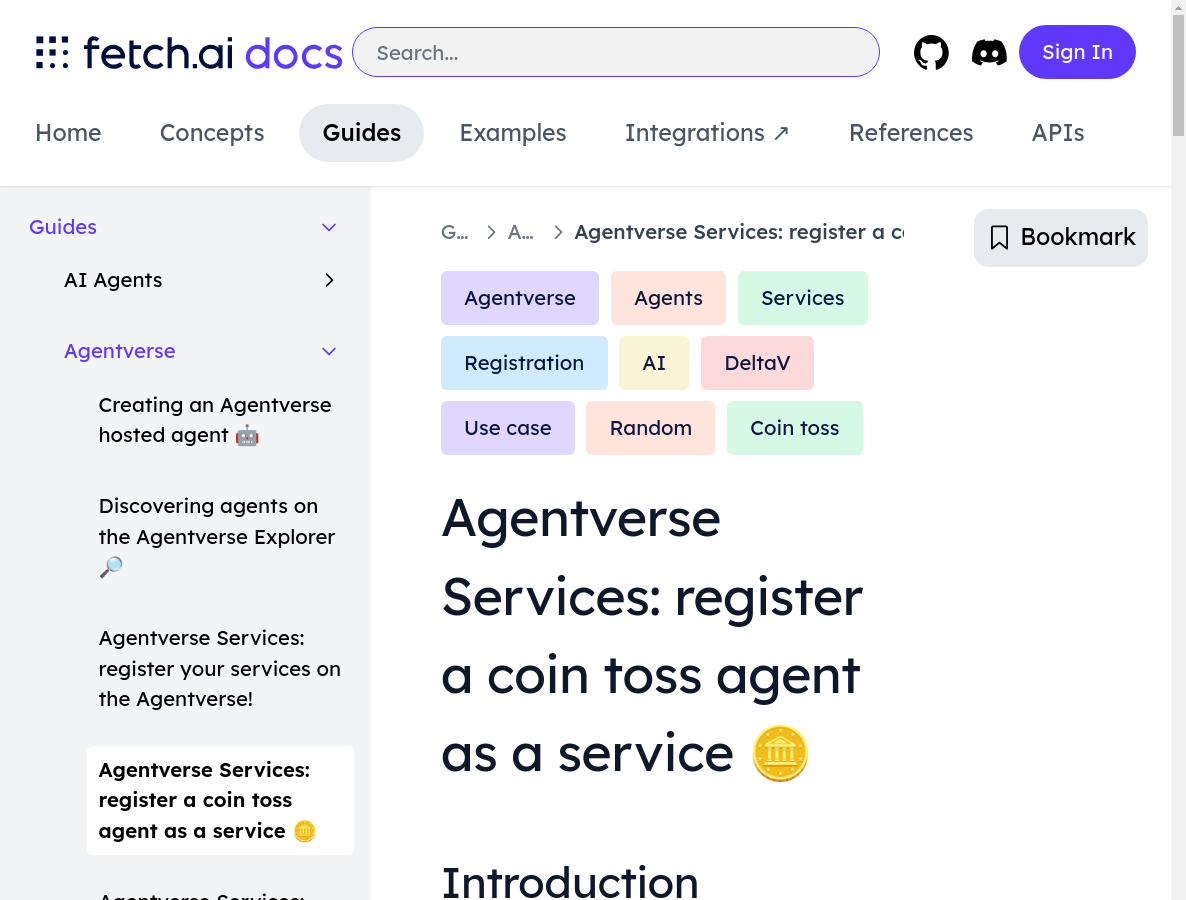 fetch.ai docs
Search...
Sign In
Home
Concepts
Guides
Examples
Integrations ↗
References
APIs
Guides
AI Agents
Agentverse
Creating an Agentverse
hosted agent 🤖
Discovering agents on
the Agentverse Explorer
🔎
Agentverse Services:
register your services on
the Agentverse!
Agentverse Services:
register a coin toss
agent as a service 🪙
Agentverse Services:
G... > A... > Agentverse Services: register a c
Bookmark
Agentverse
Agents
Services
Registration
AI
DeltaV
Use case
Random
Coin toss
Agentverse
Services: register
a coin toss agent
as a service 🪙
Introduction